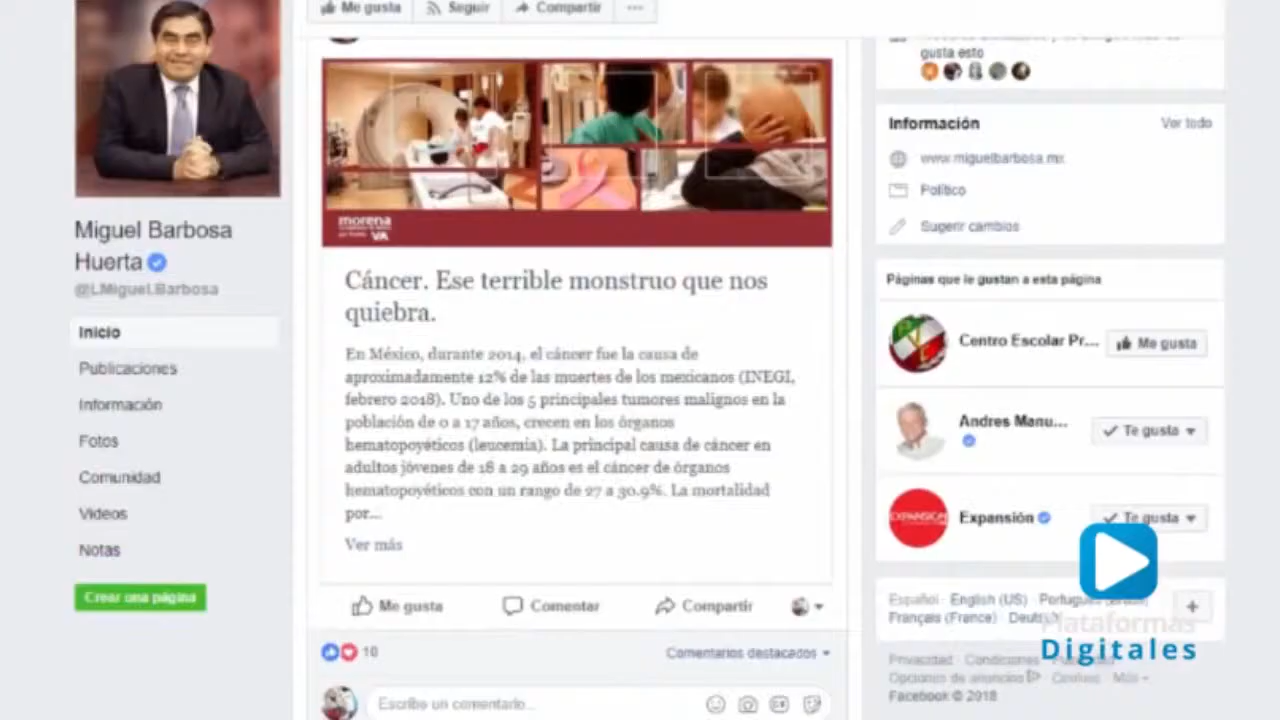 Me gusta
Seguir
Compartir
gusta esto
Información
Ver todo
www.miguelbarbosa.mx
Político
Sugerir cambios
Páginas que le gustan a esta página
Centro Escolar Pr...
Me gusta
Andres Manu...
Te gusta
EXPANSIÓN
Expansión
Te gusta
Miguel Barbosa
Huerta
@LMiguel.Barbosa
Inicio
Publicaciones
Información
Fotos
Comunidad
Videos
Notas
Crear una página
morena
VA
Cáncer. Ese terrible monstruo que nos
quiebra.
En México, durante 2014, el cáncer fue la causa de
aproximadamente 12% de las muertes de los mexicanos (INEGI,
febrero 2018). Uno de los 5 principales tumores malignos en la
población de 0 a 17 años, crecen en los órganos
hematopoyéticos (leucemia). La principal causa de cáncer en
adultos jóvenes de 18 a 29 años es el cáncer de órganos
hematopoyéticos con un rango de 27 a 30.9%. La mortalidad
por...
Ver más
Me gusta
Comentar
Compartir
10
Comentarios destacados
Escribe un comentario...
Español · English (US) · Português (Brasil)
Français (France) · Deutsch
Plataformas
Digitales
Privacidad · Condiciones · Publicidad
Opciones de anuncios · Cookies · Más
Facebook © 2018